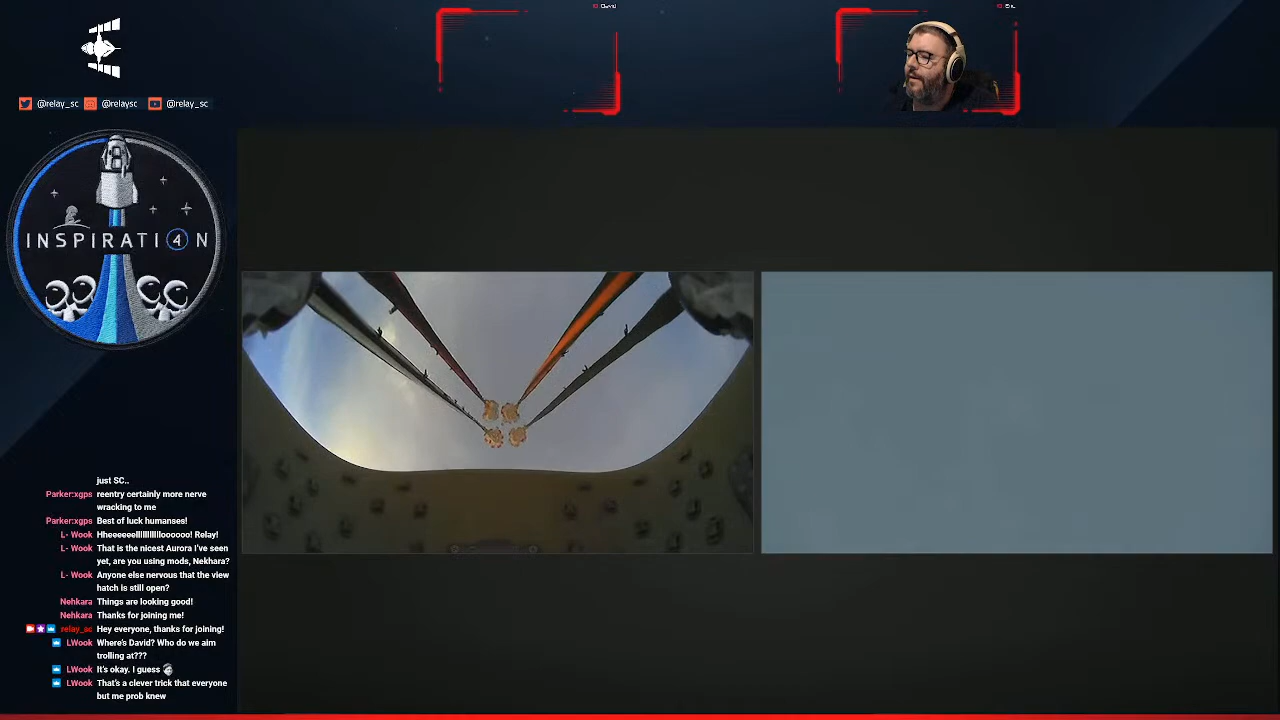 David
Eric
@relay_sc @relaysc @relay_sc
INSPIRATI4N
just SC..
Parker:xgps reentry certainly more nerve
wracking to me
Parker:xgps Best of luck humanses!
L- Wook Hheeeeeellllllllllloooooo! Relay!
L- Wook That is the nicest Aurora I've seen
yet, are you using mods, Nekhara?
L- Wook Anyone else nervous that the view
hatch is still open?
Nehkara Things are looking good!
Nehkara Thanks for joining me!
relay_sc Hey everyone, thanks for joining!
LWook Where's David? Who do we aim
trolling at???
LWook It's okay. I guess
LWook That's a clever trick that everyone
but me prob knew